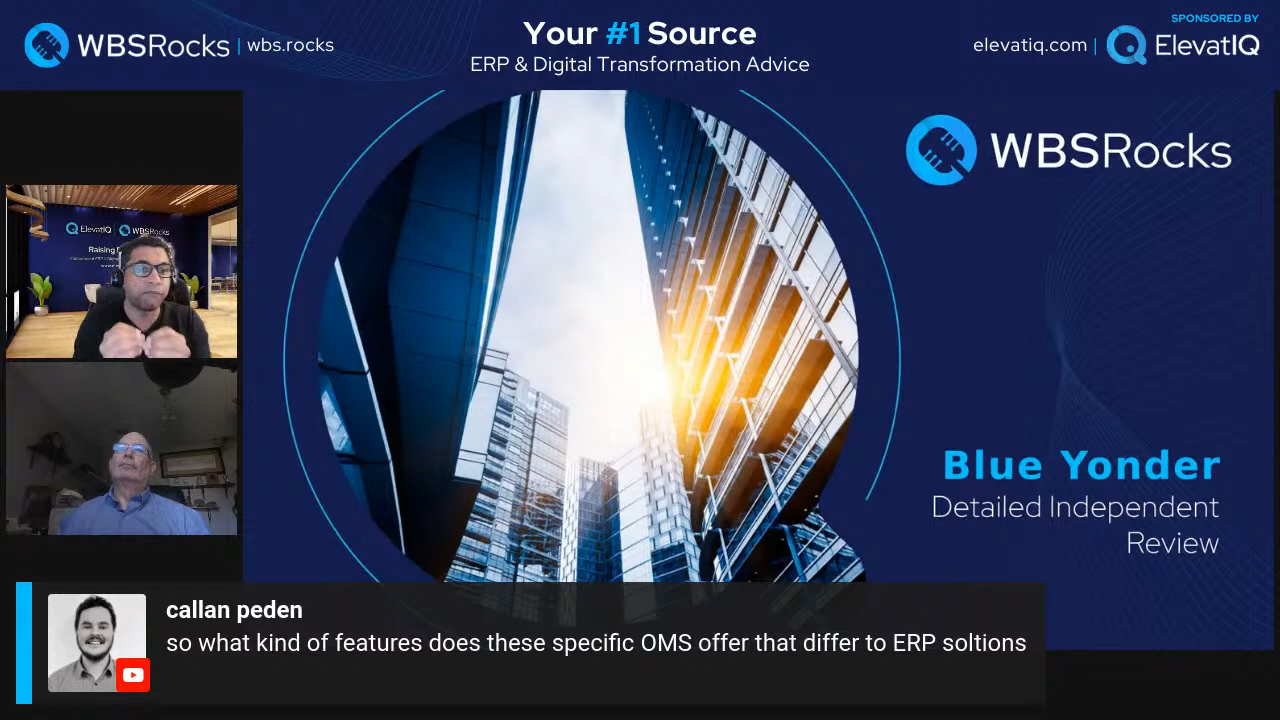 WBSRocks | wbs.rocks
Your #1 Source
ERP & Digital Transformation Advice
SPONSORED BY
elevatiq.com | ElevatIQ
WBSRocks
ElevatIQ | WBSRocks
Blue Yonder
Detailed Independent
Review
callan peden
so what kind of features does these specific OMS offer that differ to ERP soltions